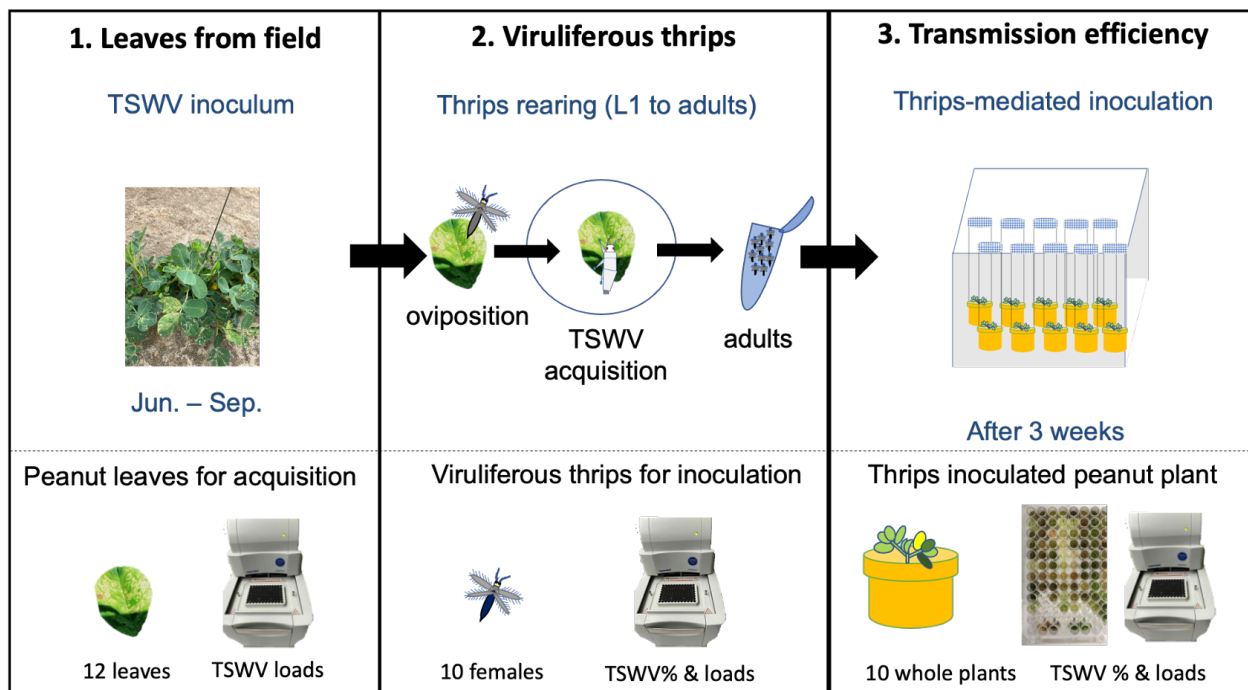 1. Leaves from field
TSWV inoculum
Jun. – Sep.
Peanut leaves for acquisition
12 leaves
TSWV loads
2. Viruliferous thrips
Thrips rearing (L1 to adults)
oviposition
TSWV
acquisition
adults
Viruliferous thrips for inoculation
10 females
TSWV% & loads
3. Transmission efficiency
Thrips-mediated inoculation
After 3 weeks
Thrips inoculated peanut plant
10 whole plants
TSWV % & loads